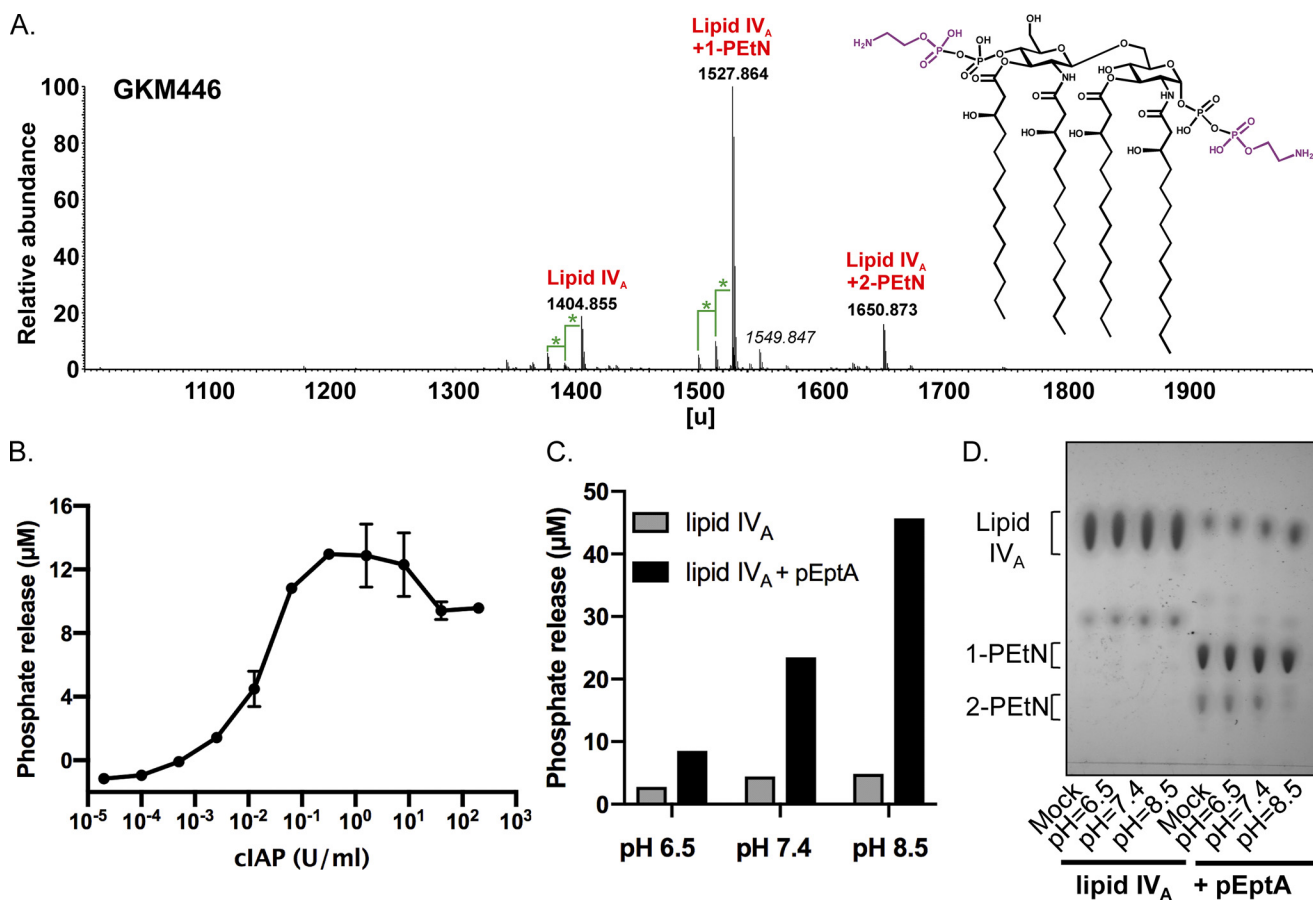 A.
GKM446
Relative abundance
100
80
60
40
20
0
Lipid IVA
1404.855
Lipid IVA
+1-PEtN
1527.864
1549.847
Lipid IVA
+2-PEtN
1650.873
* * * *
1100 1200 1300 1400 1500 1600 1700 1800 1900
[u]
H2N O P OH O O P OH O O HO O O O HO O P O OH O P O HO O NH2
O O NH O O O NH O
HO HO HO HO
B.
Phosphate release (µM)
16
12
8
4
0
10-5 10-4 10-3 10-2 10-1 100 101 102 103
cIAP (U/ml)
C.
Phosphate release (µM)
50
40
30
20
10
0
lipid IVA
lipid IVA + pEptA
pH 6.5 pH 7.4 pH 8.5
D.
Lipid
IVA
1-PEtN
2-PEtN
Mock pH=6.5 pH=7.4 pH=8.5 Mock pH=6.5 pH=7.4 pH=8.5
lipid IVA + pEptA